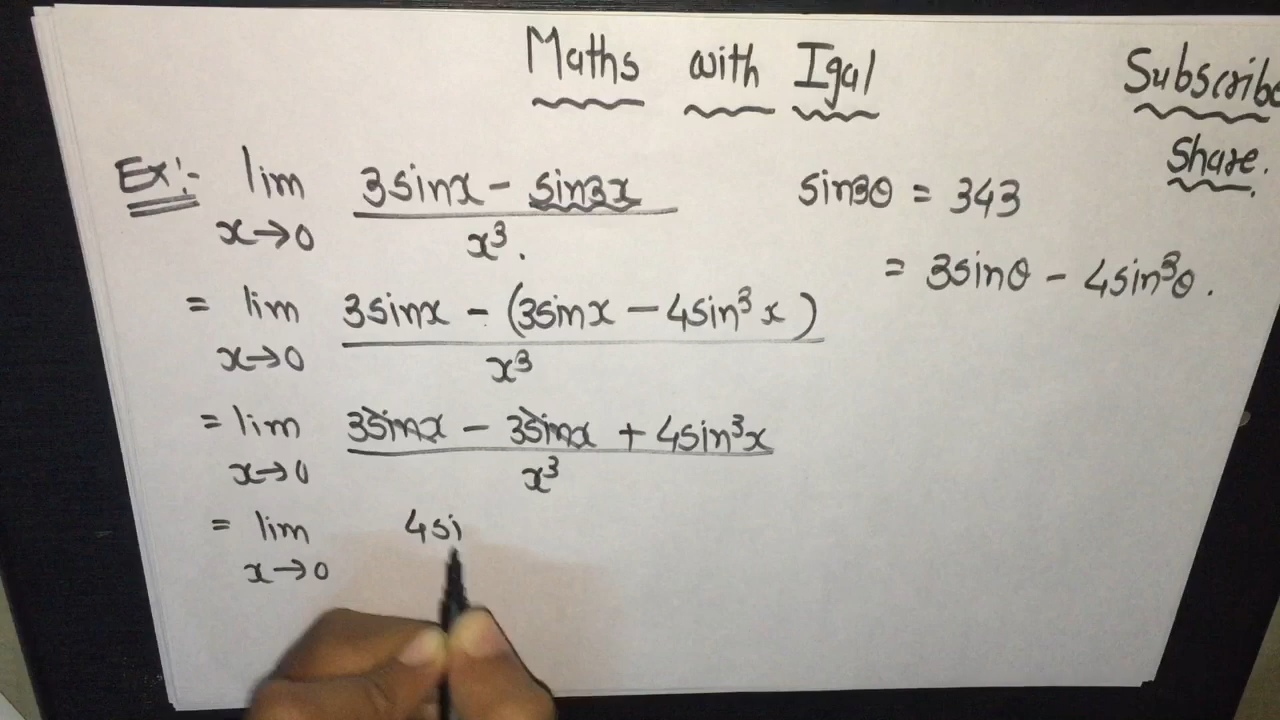 Maths with Igal
Subscribe
Share.
Ex:- lim x→0 3sinx - sin3x / x³.
sin3θ = 343
= 3sinθ - 4sin³θ.
= lim x→0 3sinx - (3sinx - 4sin³x) / x³
= lim x→0 3sinx - 3sinx + 4sin³x / x³
= lim x→0 4si